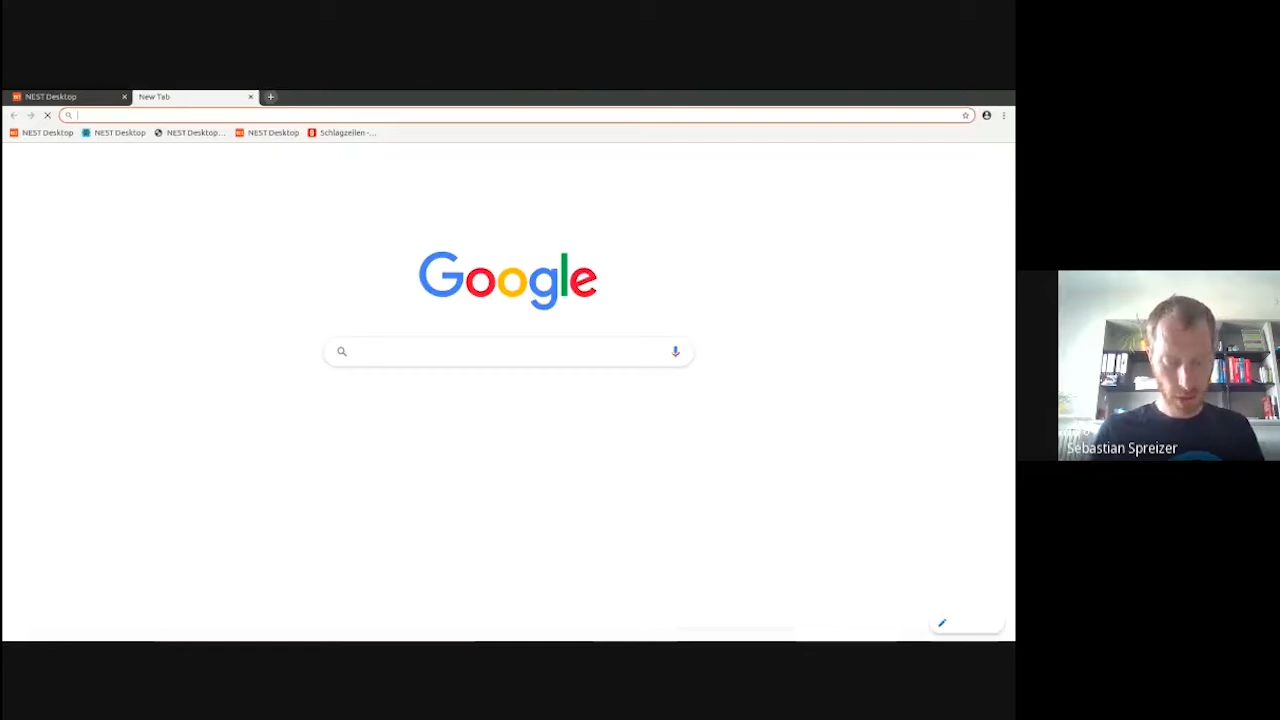 NEST Desktop
New Tab
NEST Desktop
NEST Desktop
NEST Desktop...
NEST Desktop
Schlagzeilen -...
Google
Sebastian Spreizer